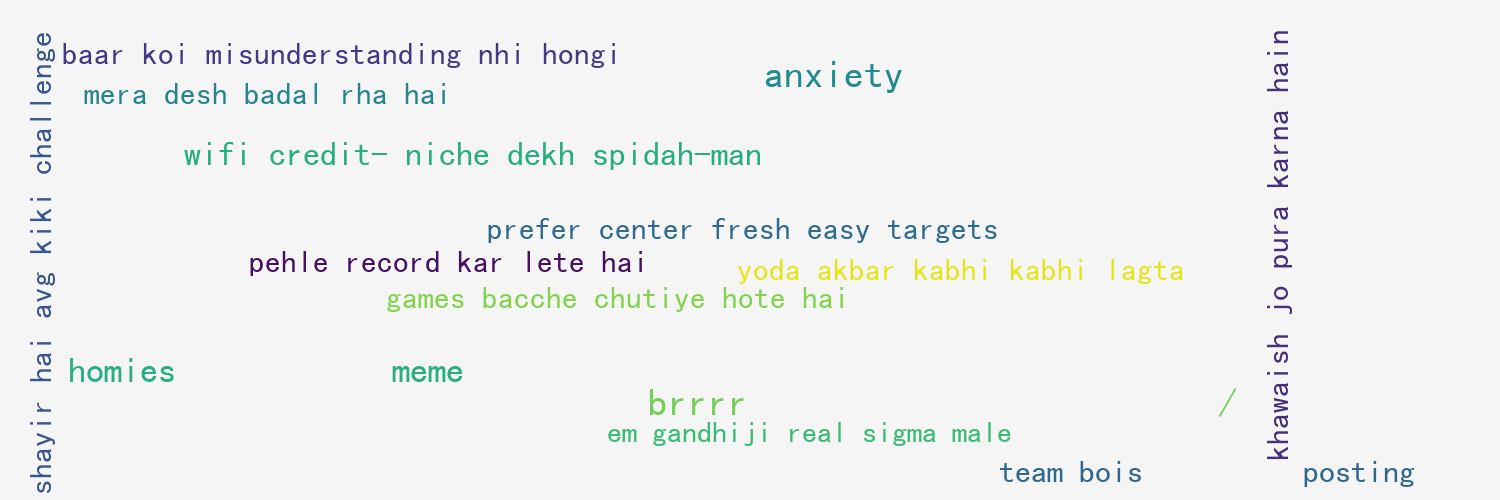 shayir hai avg kiki challenge
baar koi misunderstanding nhi hongi
anxiety
mera desh badal rha hai
khawaish jo pura karna hain
wifi credit- niche dekh spidah-man
prefer center fresh easy targets
pehle record kar lete hai
yoda akbar kabhi kabhi lagta
games bacche chutiye hote hai
homies
meme
brrrr
/
em gandhiji real sigma male
team bois
posting